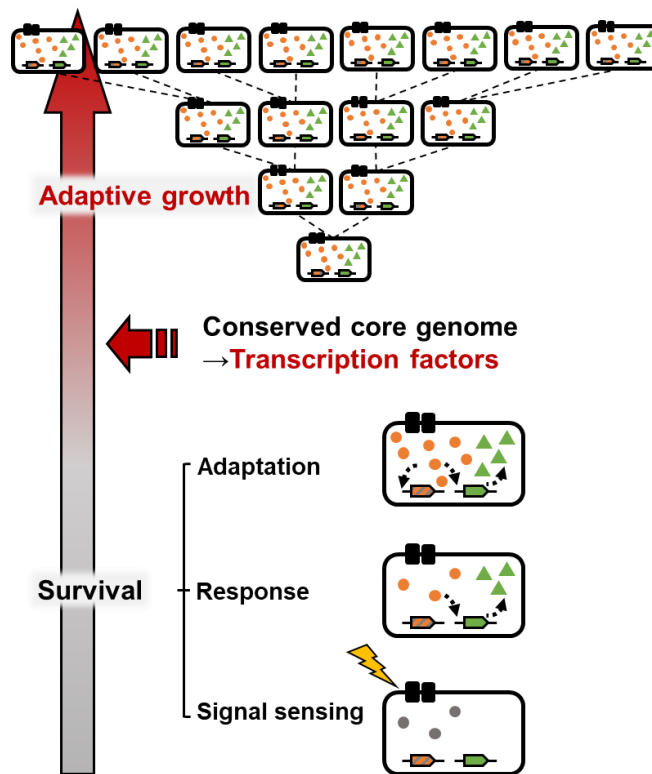 Adaptive growth
Conserved core genome
→Transcription factors
Adaptation
Survival
Response
Signal sensing